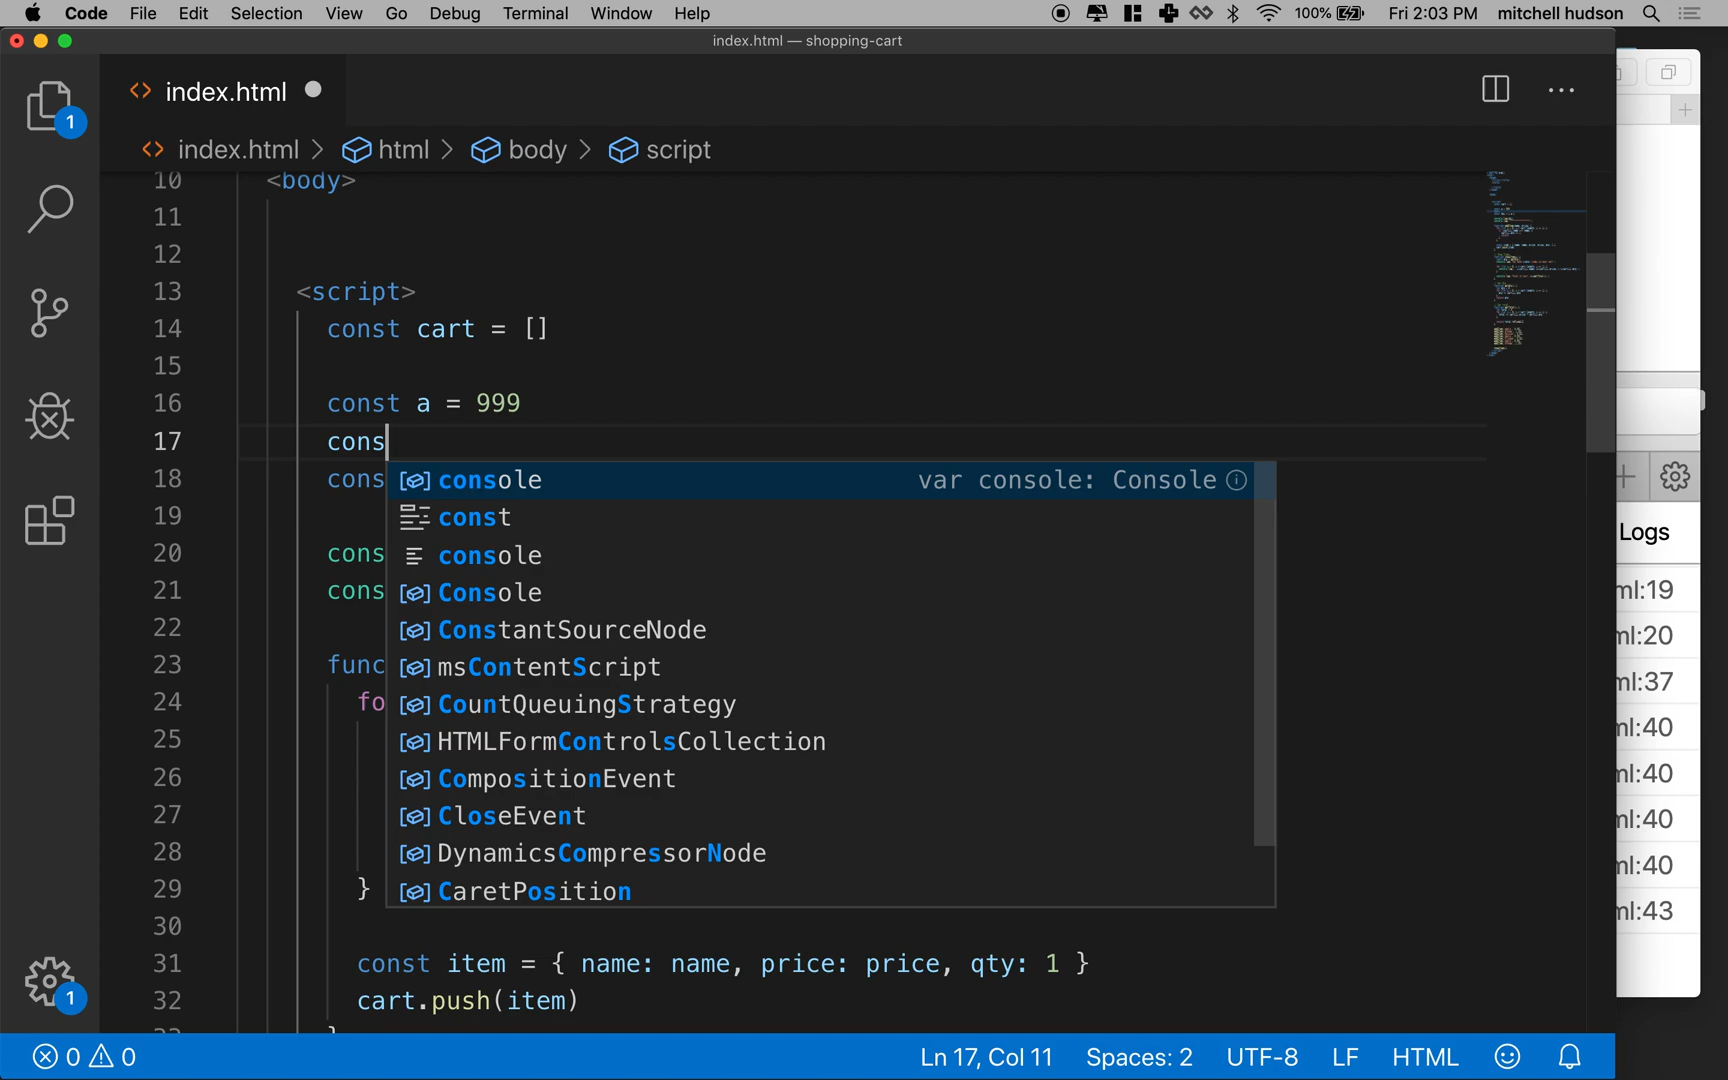 Code File Edit Selection View Go Debug Terminal Window Help 100% Fri 2:03 PM mitchell hudson
index.html — shopping-cart
<> index.html
1
<> index.html > html > body > script
10 <body>
11
12
13 <script>
14 const cart = []
15
16 const a = 999
17 cons
18 cons
19
20 cons
21 cons
22
23 func
24 fo
25
26
27
28
29 }
30
31 const item = { name: name, price: price, qty: 1 }
32 cart.push(item)
console var console: Console
const
console
Console
ConstantSourceNode
msContentScript
CountQueuingStrategy
HTMLFormControlsCollection
CompositionEvent
CloseEvent
DynamicsCompressorNode
CaretPosition
Logs
ml:19
ml:20
ml:37
ml:40
ml:40
ml:40
ml:40
ml:43
1
0 0 Ln 17, Col 11 Spaces: 2 UTF-8 LF HTML